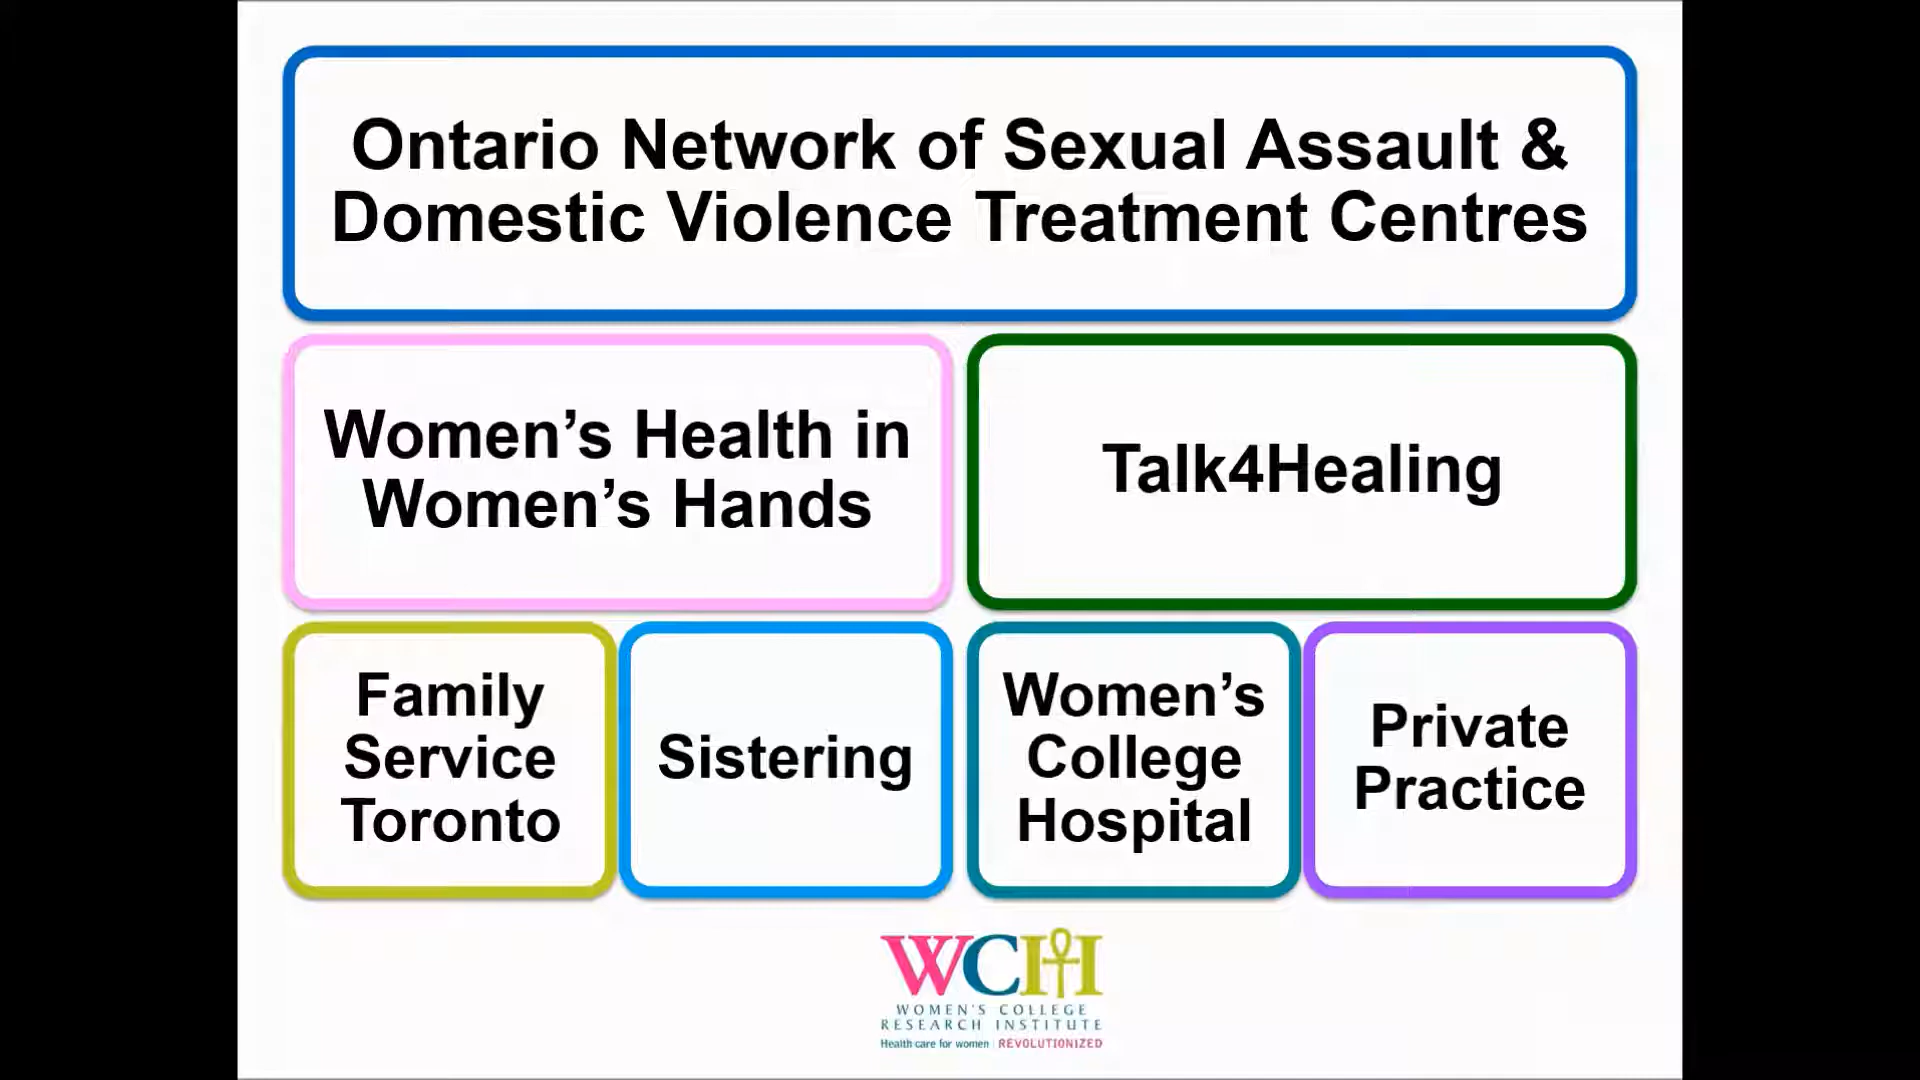 Ontario Network of Sexual Assault &
Domestic Violence Treatment Centres
Women’s Health in
Women’s Hands
Talk4Healing
Family
Service
Toronto
Sistering
Women’s
College
Hospital
Private
Practice
WCH
WOMEN'S COLLEGE
RESEARCH INSTITUTE
Health care for women | REVOLUTIONIZED